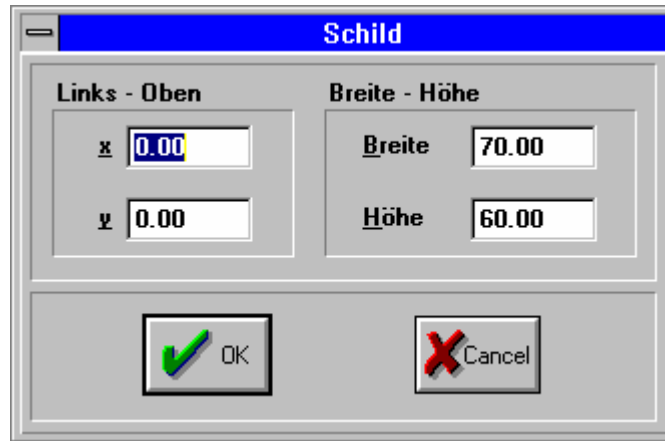 Schild
Links - Oben
Breite - Höhe
x 0.00
Breite 70.00
y 0.00
Höhe 60.00
OK
Cancel